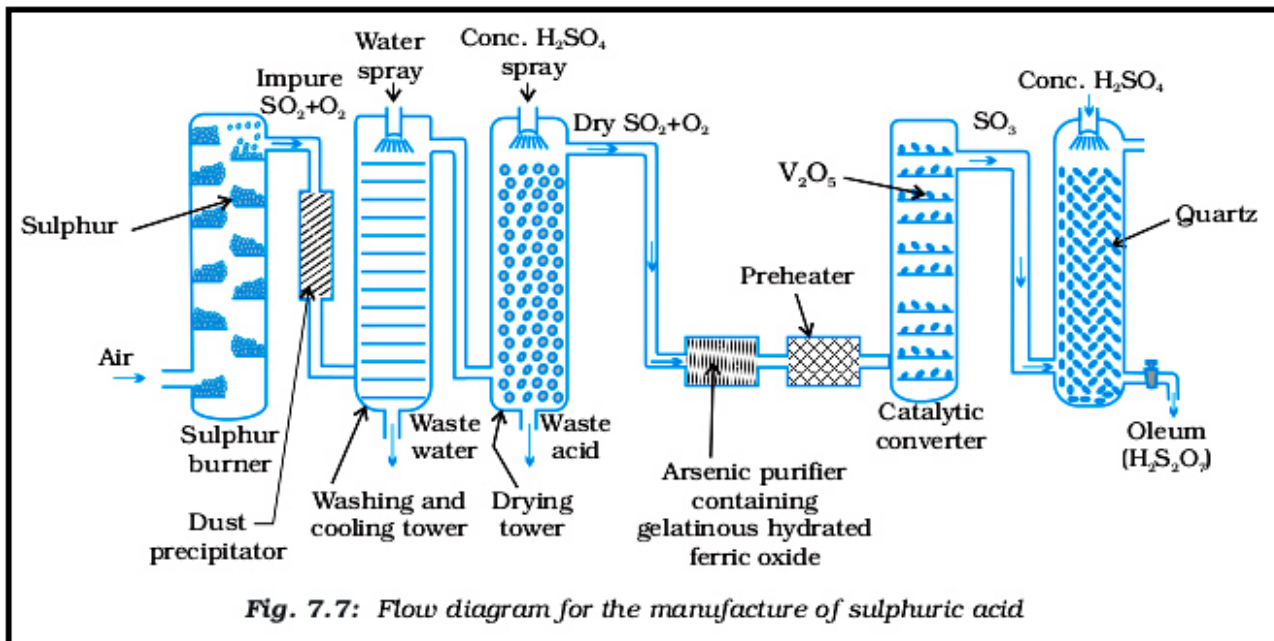 Water
spray
Conc. H₂SO₄
spray
Impure
SO₂+O₂
Dry SO₂+O₂
Conc. H₂SO₄
SO₃
V₂O₅
Sulphur
Quartz
Preheater
Air
Sulphur
burner
Waste
water
Waste
acid
Catalytic
converter
Oleum
(H₂S₂O₇)
Dust
precipitator
Washing and
cooling tower
Drying
tower
Arsenic purifier
containing
gelatinous hydrated
ferric oxide
Fig. 7.7: Flow diagram for the manufacture of sulphuric acid